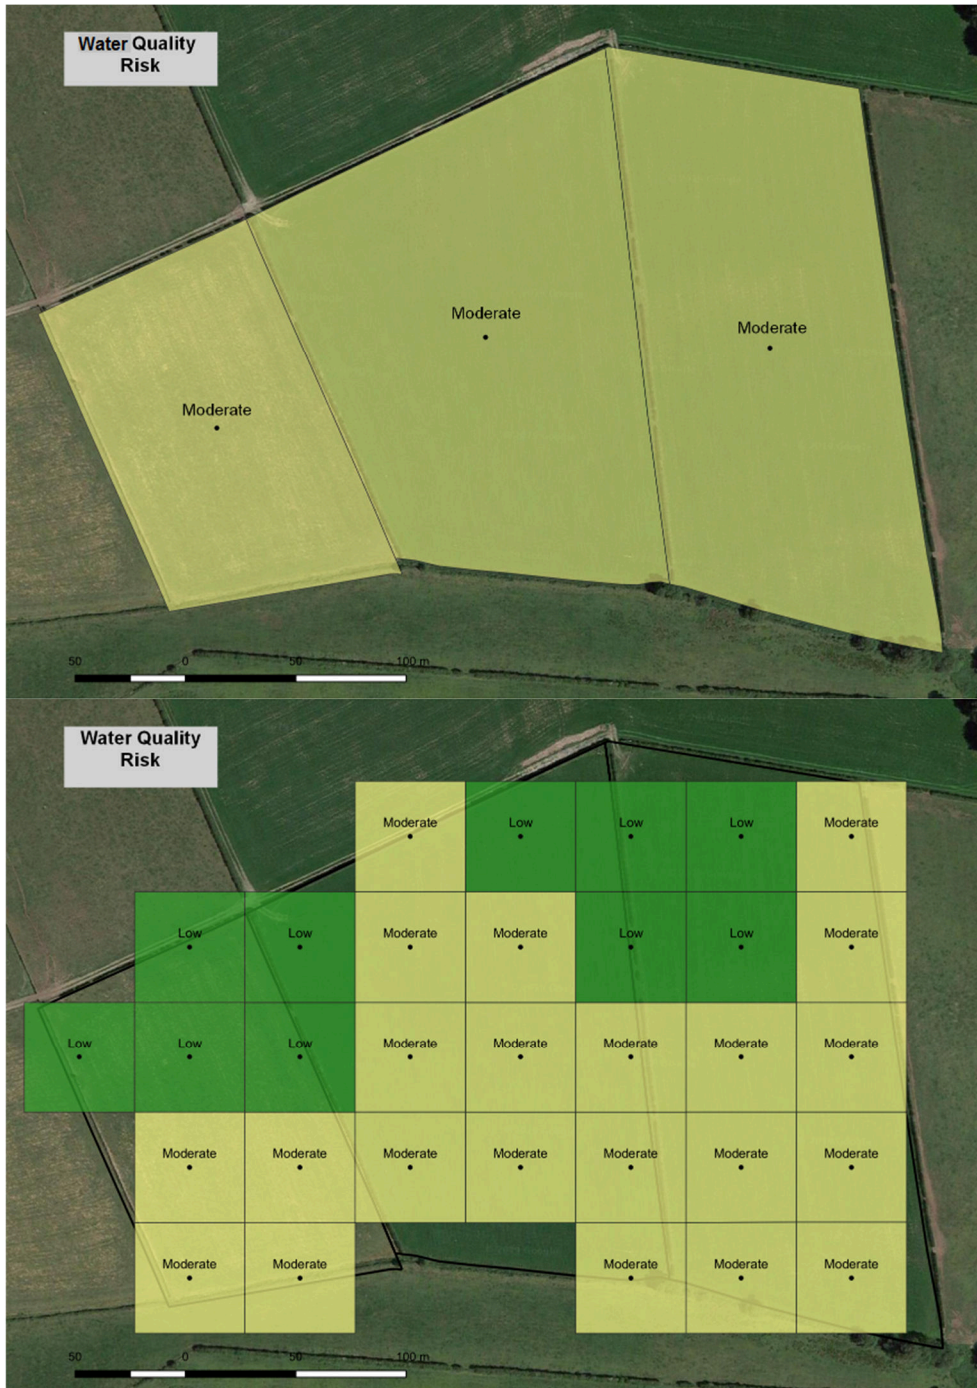 Water Quality
Risk
Moderate
Moderate
Moderate
50 0 50 100 m
Water Quality
Risk
Moderate Low Low Low Moderate
Low Low Moderate Moderate Low Low Moderate
Low Low Low Moderate Moderate Moderate Moderate Moderate
Moderate Moderate Moderate Moderate Moderate Moderate Moderate
Moderate Moderate Moderate Moderate Moderate
50 0 50 100 m